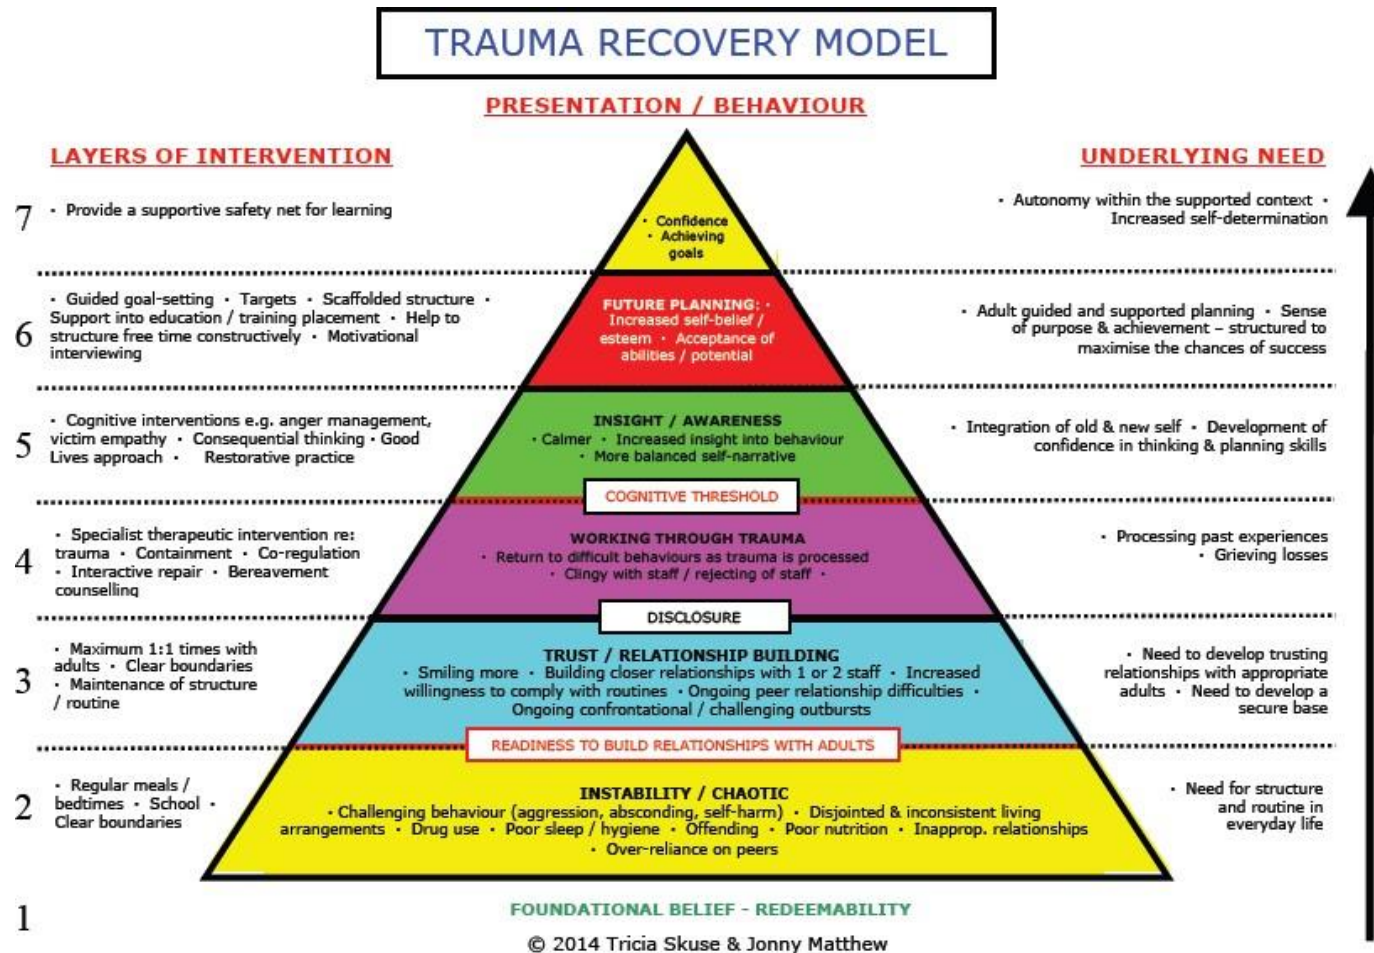 TRAUMA RECOVERY MODEL
PRESENTATION / BEHAVIOUR
LAYERS OF INTERVENTION
UNDERLYING NEED
7
• Provide a supportive safety net for learning
• Confidence
• Achieving
goals
• Autonomy within the supported context •
Increased self-determination
6
• Guided goal-setting • Targets • Scaffolded structure •
Support into education / training placement • Help to
structure free time constructively • Motivational
interviewing
FUTURE PLANNING: •
Increased self-belief /
esteem • Acceptance of
abilities / potential
• Adult guided and supported planning • Sense
of purpose & achievement – structured to
maximise the chances of success
5
• Cognitive interventions e.g. anger management,
victim empathy • Consequential thinking • Good
Lives approach • Restorative practice
INSIGHT / AWARENESS
• Calmer • Increased insight into behaviour
• More balanced self-narrative
• Integration of old & new self • Development of
confidence in thinking & planning skills
COGNITIVE THRESHOLD
4
• Specialist therapeutic intervention re:
trauma • Containment • Co-regulation
• Interactive repair • Bereavement
counselling
WORKING THROUGH TRAUMA
• Return to difficult behaviours as trauma is processed
• Clingy with staff / rejecting of staff •
• Processing past experiences
• Grieving losses
DISCLOSURE
3
• Maximum 1:1 times with
adults • Clear boundaries
• Maintenance of structure
/ routine
TRUST / RELATIONSHIP BUILDING
• Smiling more • Building closer relationships with 1 or 2 staff • Increased
willingness to comply with routines • Ongoing peer relationship difficulties •
Ongoing confrontational / challenging outbursts
• Need to develop trusting
relationships with appropriate
adults • Need to develop a
secure base
READINESS TO BUILD RELATIONSHIPS WITH ADULTS
2
• Regular meals /
bedtimes • School •
Clear boundaries
INSTABILITY / CHAOTIC
• Challenging behaviour (aggression, absconding, self-harm) • Disjointed & inconsistent living
arrangements • Drug use • Poor sleep / hygiene • Offending • Poor nutrition • Inapprop. relationships
• Over-reliance on peers
• Need for structure
and routine in
everyday life
1
FOUNDATIONAL BELIEF - REDEEMABILITY
© 2014 Tricia Skuse & Jonny Matthew